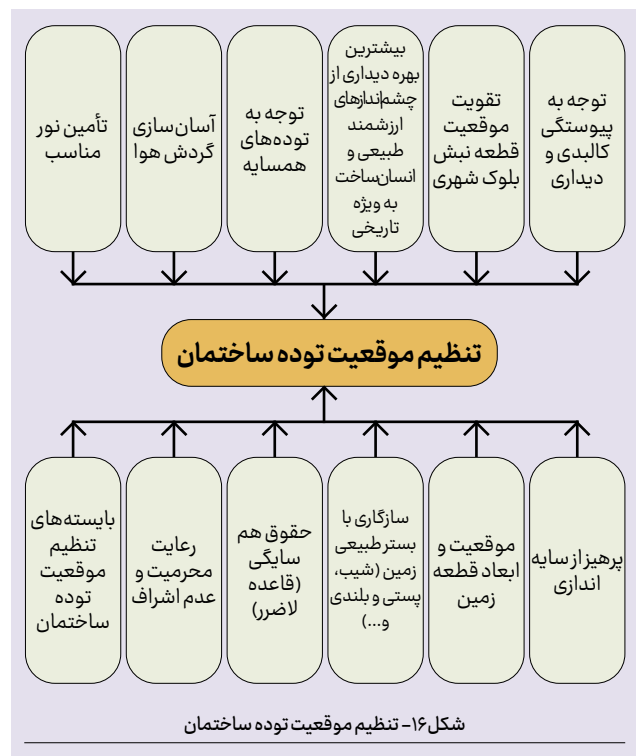 توجه به
پیوستگی
کالبدی و
دیداری
تقویت
موقعیت
قطعه نبش
بلوک شهری
بیشترین
بهره دیداری از
چشم‌اندازهای
ارزشمند
طبیعی و
انسان‌ساخت
به ویژه
تاریخی
توجه به
توده‌های
همسایه
آسان‌سازی
گردش هوا
تأمین نور
مناسب
تنظیم موقعیت توده ساختمان
پرهیز از سایه
اندازی
موقعیت و
ابعاد قطعه
زمین
سازگاری با
بستر طبیعی
زمین (شیب،
پستی و بلندی
و...)
حقوق هم
سایگی
(قاعده
لاضرر)
رعایت
محرمیت و
عدم اشراف
بایسته‌های
تنظیم
موقعیت
توده
ساختمان
شکل۱۶- تنظیم موقعیت توده ساختمان